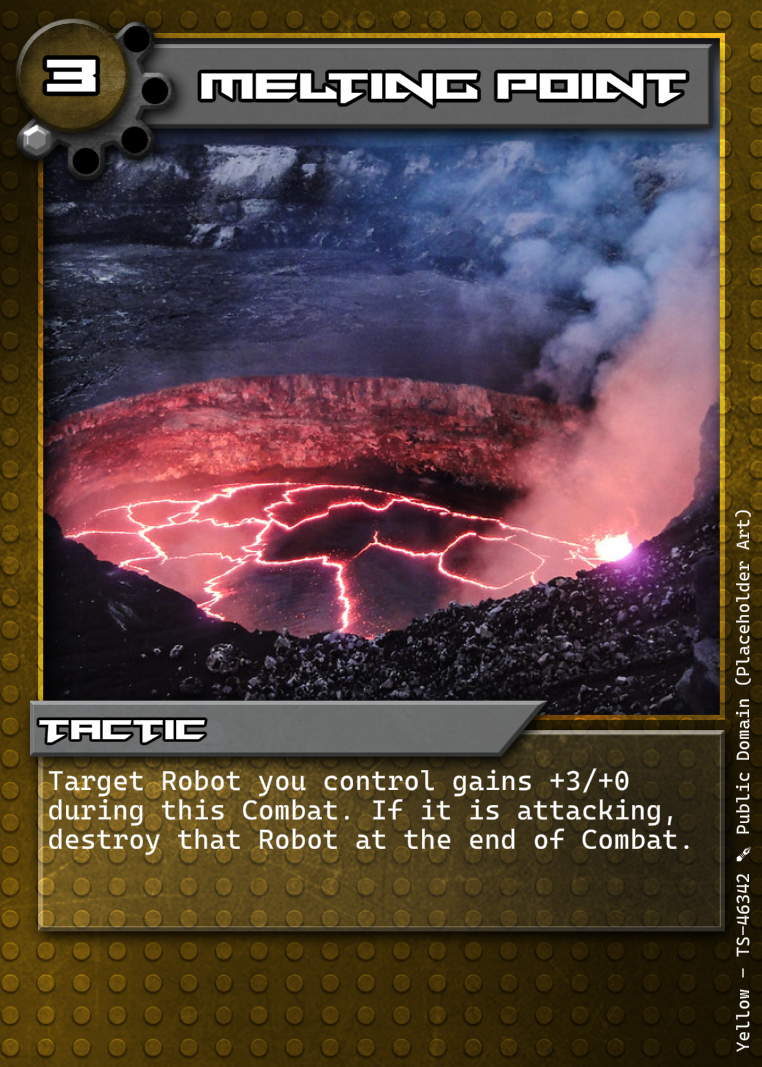 3
MELTING POINT
TACTIC
Target Robot you control gains +3/+0
during this Combat. If it is attacking,
destroy that Robot at the end of Combat.
Yellow - TS-46342 ✒ Public Domain (Placeholder Art)